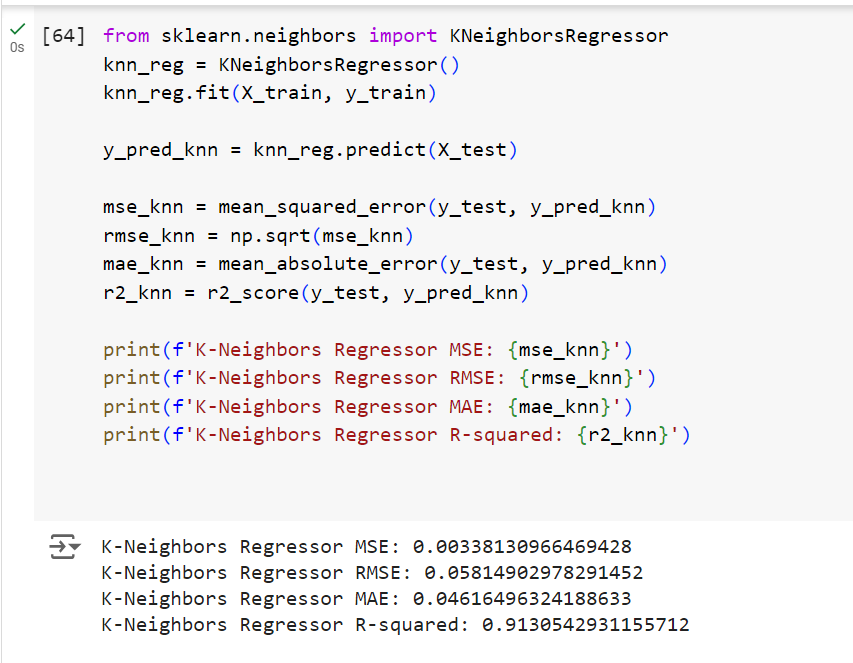 [64] from sklearn.neighbors import KNeighborsRegressor
0s
knn_reg = KNeighborsRegressor()
knn_reg.fit(X_train, y_train)
y_pred_knn = knn_reg.predict(X_test)
mse_knn = mean_squared_error(y_test, y_pred_knn)
rmse_knn = np.sqrt(mse_knn)
mae_knn = mean_absolute_error(y_test, y_pred_knn)
r2_knn = r2_score(y_test, y_pred_knn)
print(f'K-Neighbors Regressor MSE: {mse_knn}')
print(f'K-Neighbors Regressor RMSE: {rmse_knn}')
print(f'K-Neighbors Regressor MAE: {mae_knn}')
print(f'K-Neighbors Regressor R-squared: {r2_knn}')
K-Neighbors Regressor MSE: 0.00338130966469428
K-Neighbors Regressor RMSE: 0.05814902978291452
K-Neighbors Regressor MAE: 0.04616496324188633
K-Neighbors Regressor R-squared: 0.9130542931155712